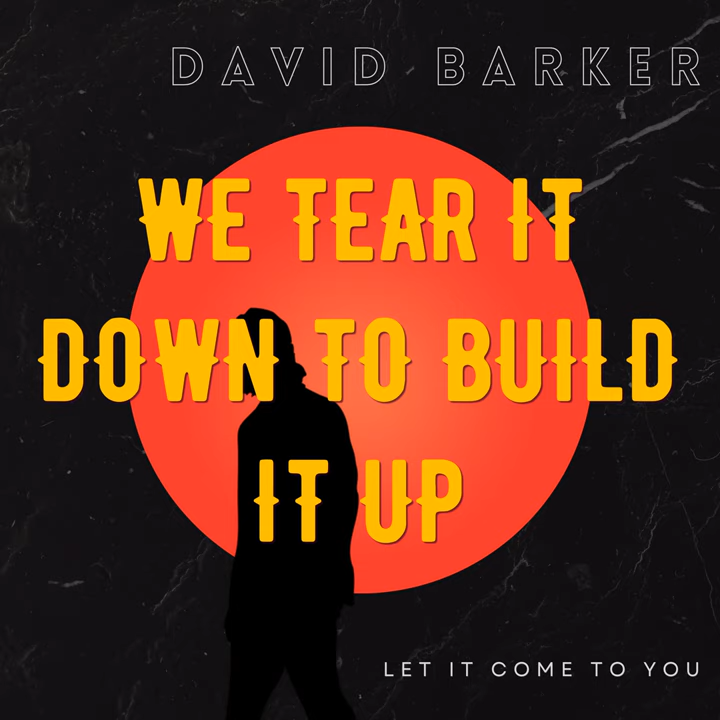 DAVID BARKER
WE TEAR IT
DOWN TO BUILD
IT UP
LET IT COME TO YOU